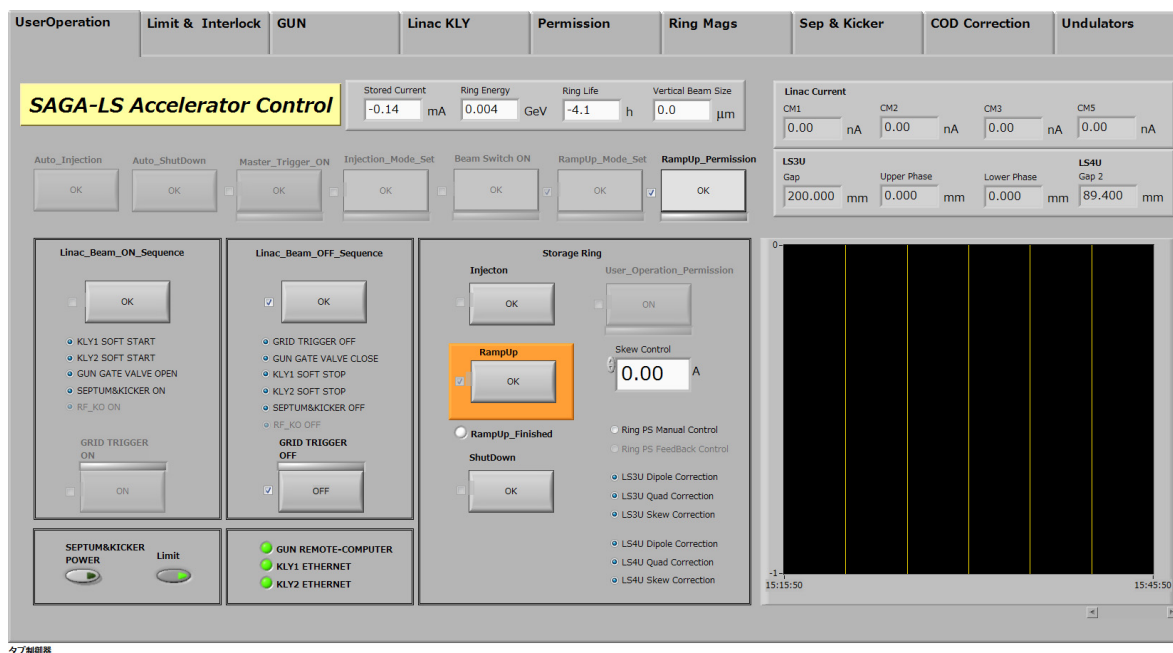 UserOperation
Limit & Interlock
GUN
Linac KLY
Permission
Ring Mags
Sep & Kicker
COD Correction
Undulators
SAGA-LS Accelerator Control
Stored Current
-0.14 mA
Ring Energy
0.004 GeV
Ring Life
-4.1 h
Vertical Beam Size
0.0 µm
Linac Current
CM1
0.00 nA
CM2
0.00 nA
CM3
0.00 nA
CM5
0.00 nA
Auto_Injection
OK
Auto_ShutDown
OK
Master_Trigger_ON
OK
Injection_Mode_Set
OK
Beam Switch ON
OK
RampUp_Mode_Set
OK
RampUp_Permission
OK
LS3U
Gap
200.000 mm
Upper Phase
0.000 mm
Lower Phase
0.000 mm
LS4U
Gap 2
89.400 mm
Linac_Beam_ON_Sequence
OK
KLY1 SOFT START
KLY2 SOFT START
GUN GATE VALVE OPEN
SEPTUM&KICKER ON
RF_KO ON
GRID TRIGGER
ON
ON
Linac_Beam_OFF_Sequence
OK
GRID TRIGGER OFF
GUN GATE VALVE CLOSE
KLY1 SOFT STOP
KLY2 SOFT STOP
SEPTUM&KICKER OFF
RF_KO OFF
GRID TRIGGER
OFF
OFF
Storage Ring
Injecton
OK
User_Operation_Permission
ON
RampUp
OK
Skew Control
0.00 A
RampUp_Finished
ShutDown
OK
Ring PS Manual Control
Ring PS FeedBack Control
LS3U Dipole Correction
LS3U Quad Correction
LS3U Skew Correction
LS4U Dipole Correction
LS4U Quad Correction
LS4U Skew Correction
SEPTUM&KICKER
POWER
Limit
GUN REMOTE-COMPUTER
KLY1 ETHERNET
KLY2 ETHERNET
0
-1
15:15:50
15:45:50
タブ制御器